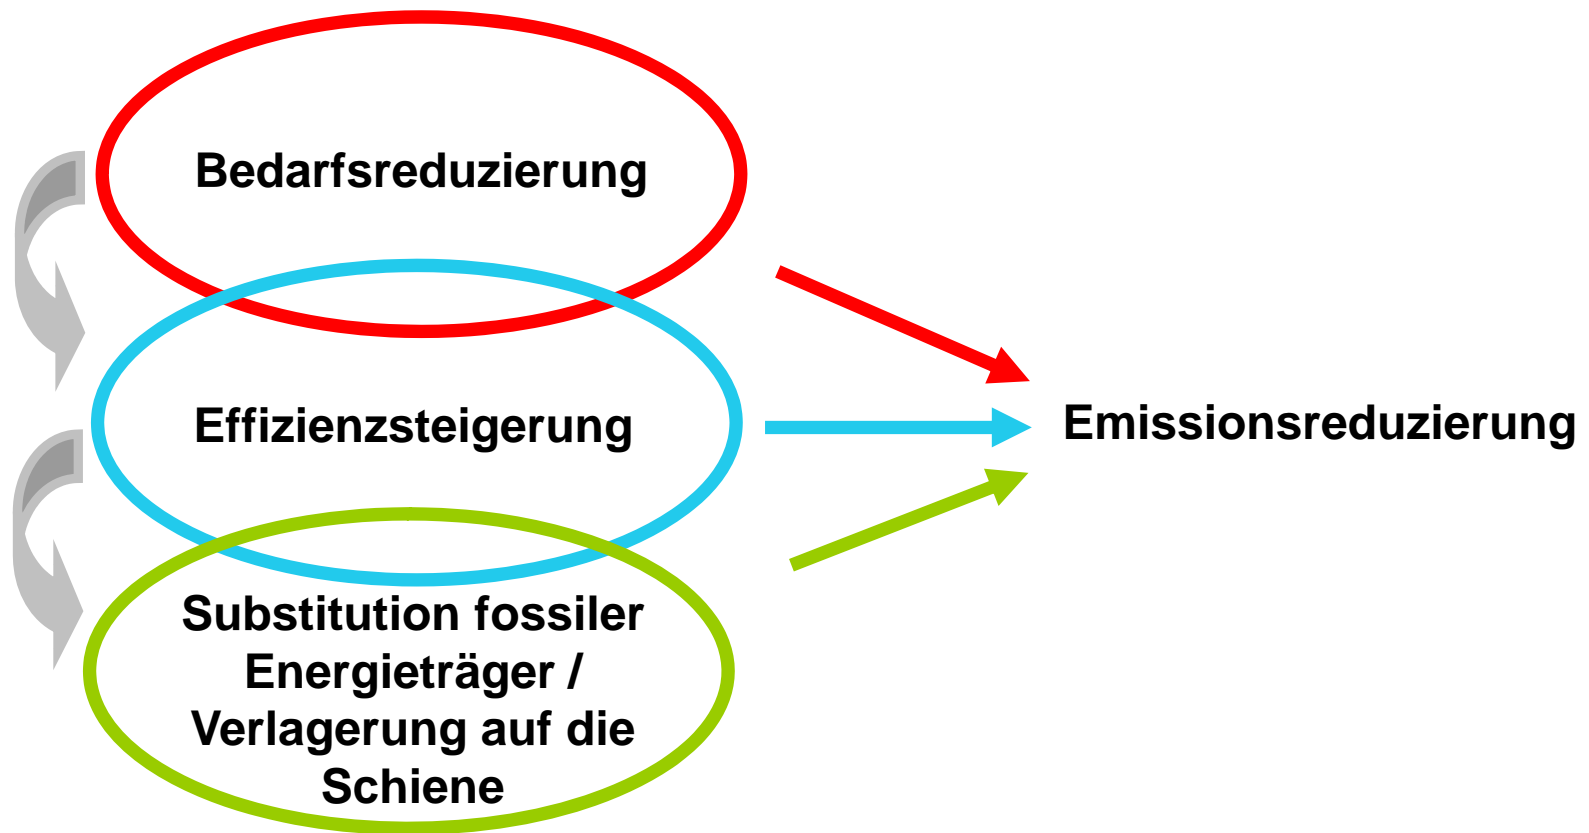 Bedarfsreduzierung
Effizienzsteigerung
Emissionsreduzierung
Substitution fossiler
Energieträger /
Verlagerung auf die
Schiene